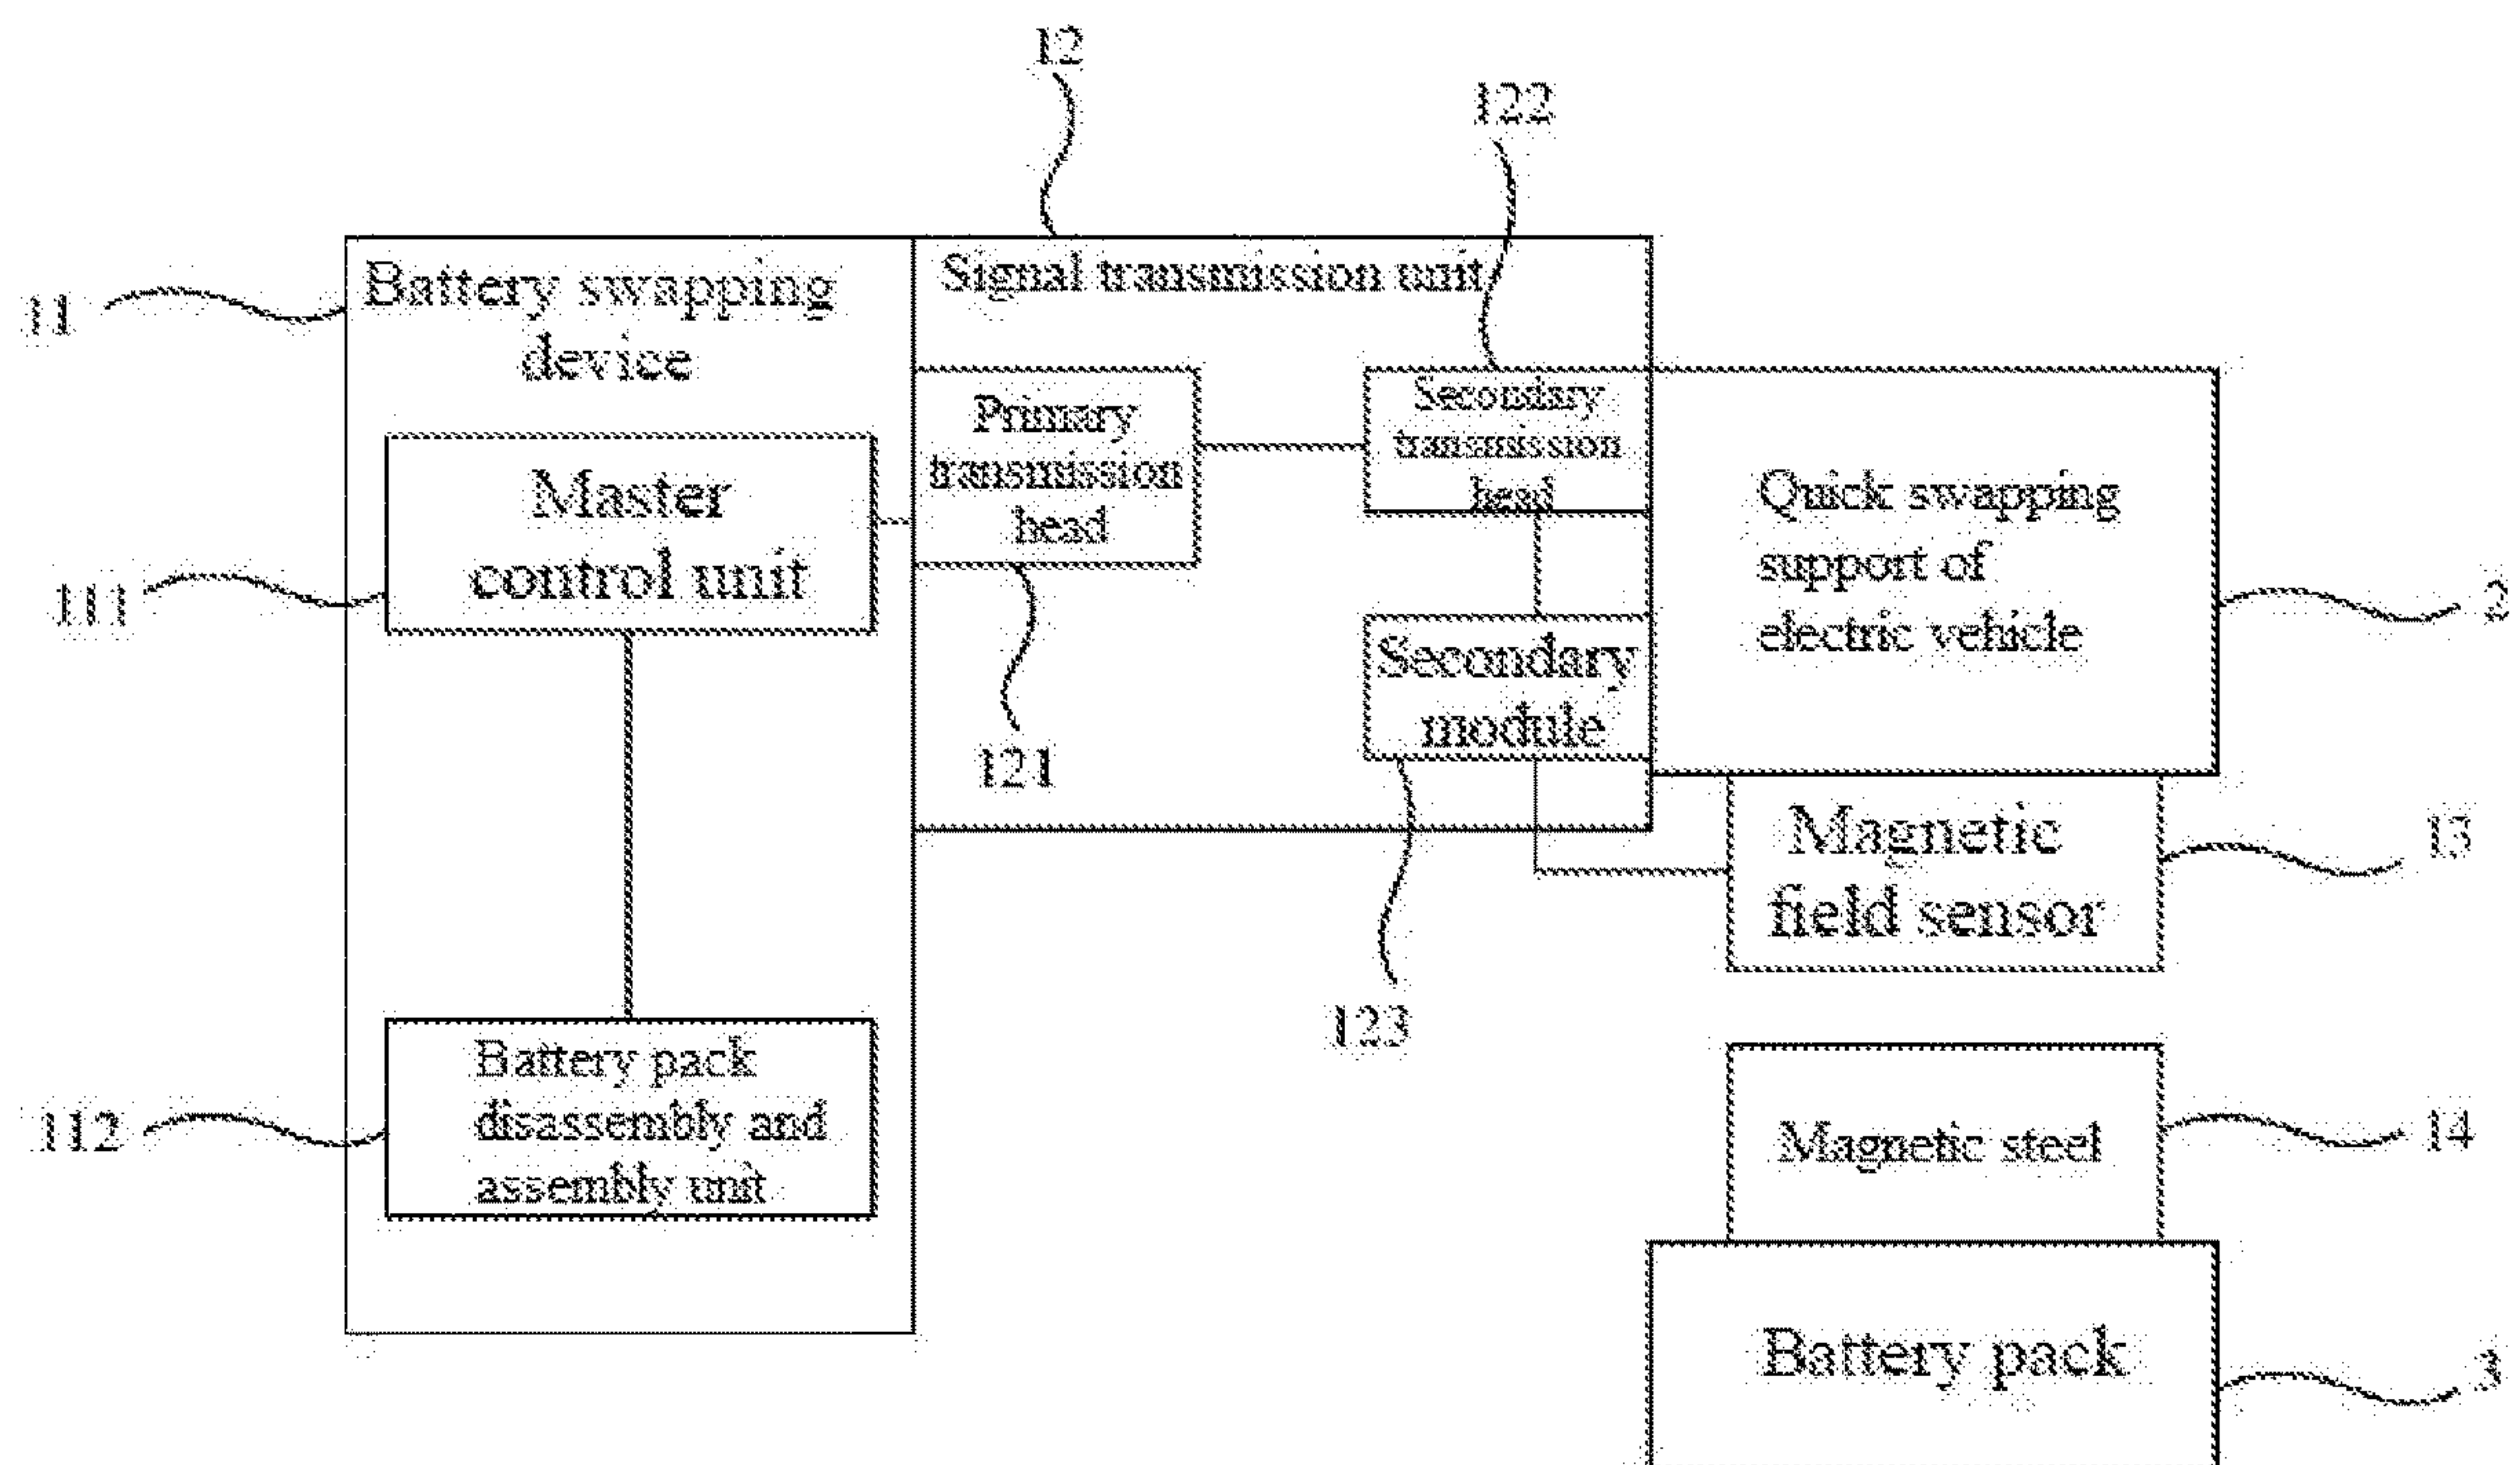 12
122
11
Battery swapping
device
Signal transmission unit
Primary
transmission
head
Secondary
transmission
head
Master
control unit
111
Quick swapping
support of
electric vehicle
2
Secondary
module
121
Magnetic
field sensor
13
123
Battery pack
disassembly and
assembly unit
112
Magnetic steel
14
Battery pack
3